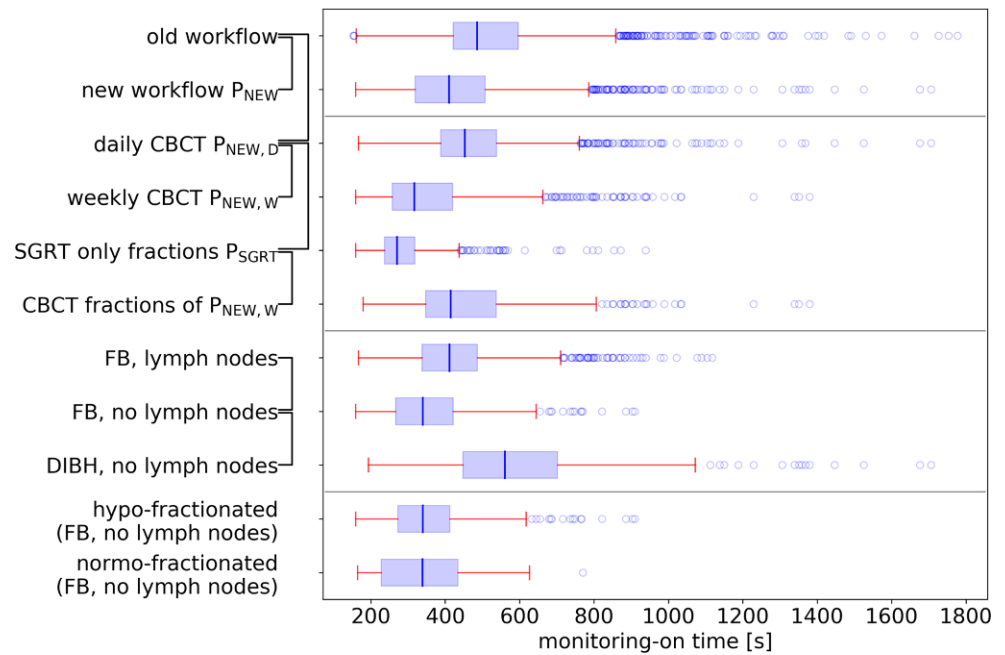 old workflow
new workflow P_NEW
daily CBCT P_NEW, D
weekly CBCT P_NEW, W
SGRT only fractions P_SGRT
CBCT fractions of P_NEW, W
FB, lymph nodes
FB, no lymph nodes
DIBH, no lymph nodes
hypo-fractionated
(FB, no lymph nodes)
normo-fractionated
(FB, no lymph nodes)
200 400 600 800 1000 1200 1400 1600 1800
monitoring-on time [s]